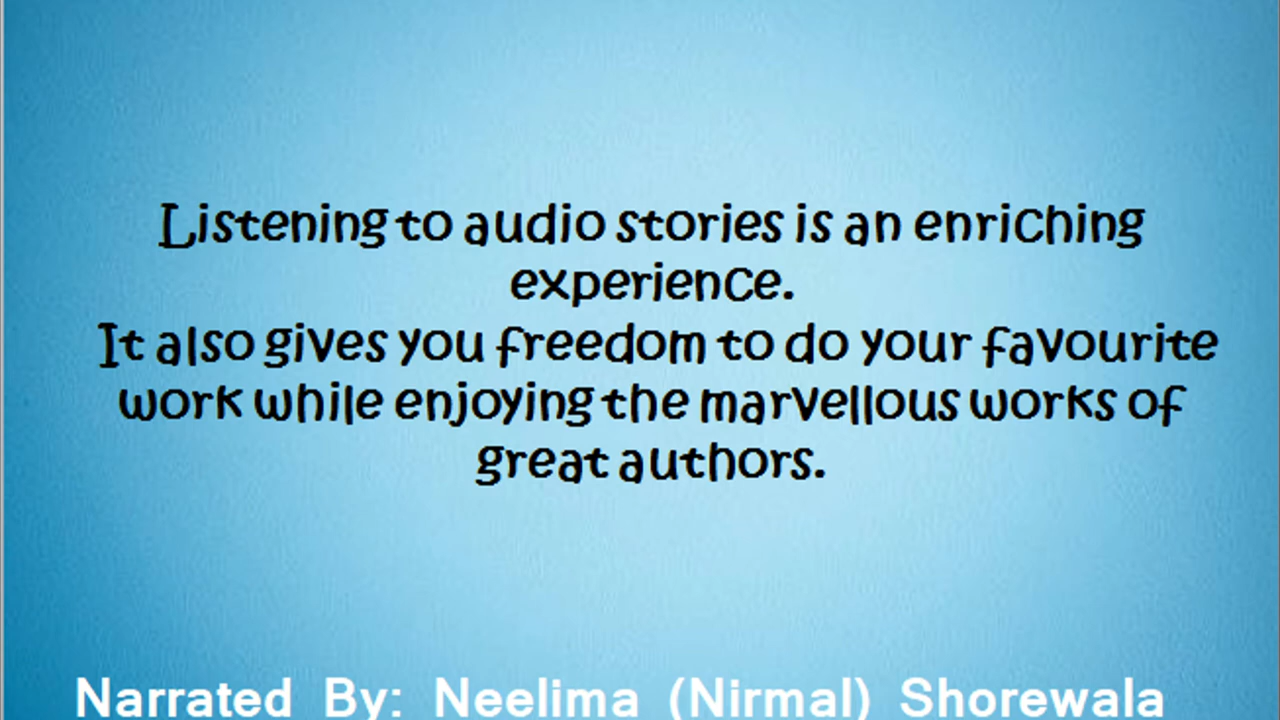 Listening to audio stories is an enriching
experience.
It also gives you freedom to do your favourite
work while enjoying the marvellous works of
great authors.
Narrated By: Neelima (Nirmal) Shorewala